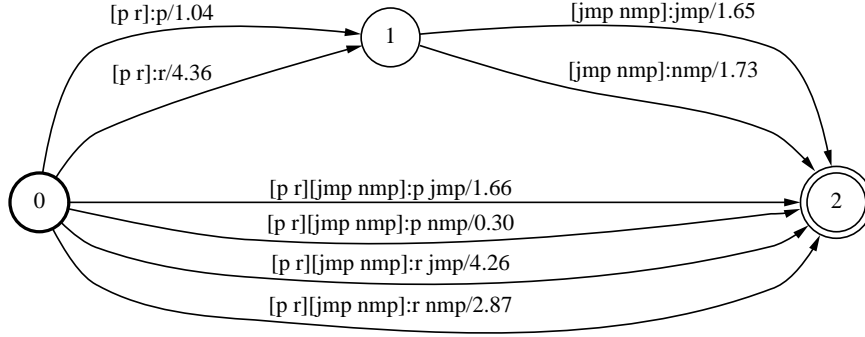 [p r]:p/1.04
1
[jmp nmp]:jmp/1.65
[p r]:r/4.36
[jmp nmp]:nmp/1.73
0
[p r][jmp nmp]:p jmp/1.66
2
[p r][jmp nmp]:p nmp/0.30
[p r][jmp nmp]:r jmp/4.26
[p r][jmp nmp]:r nmp/2.87